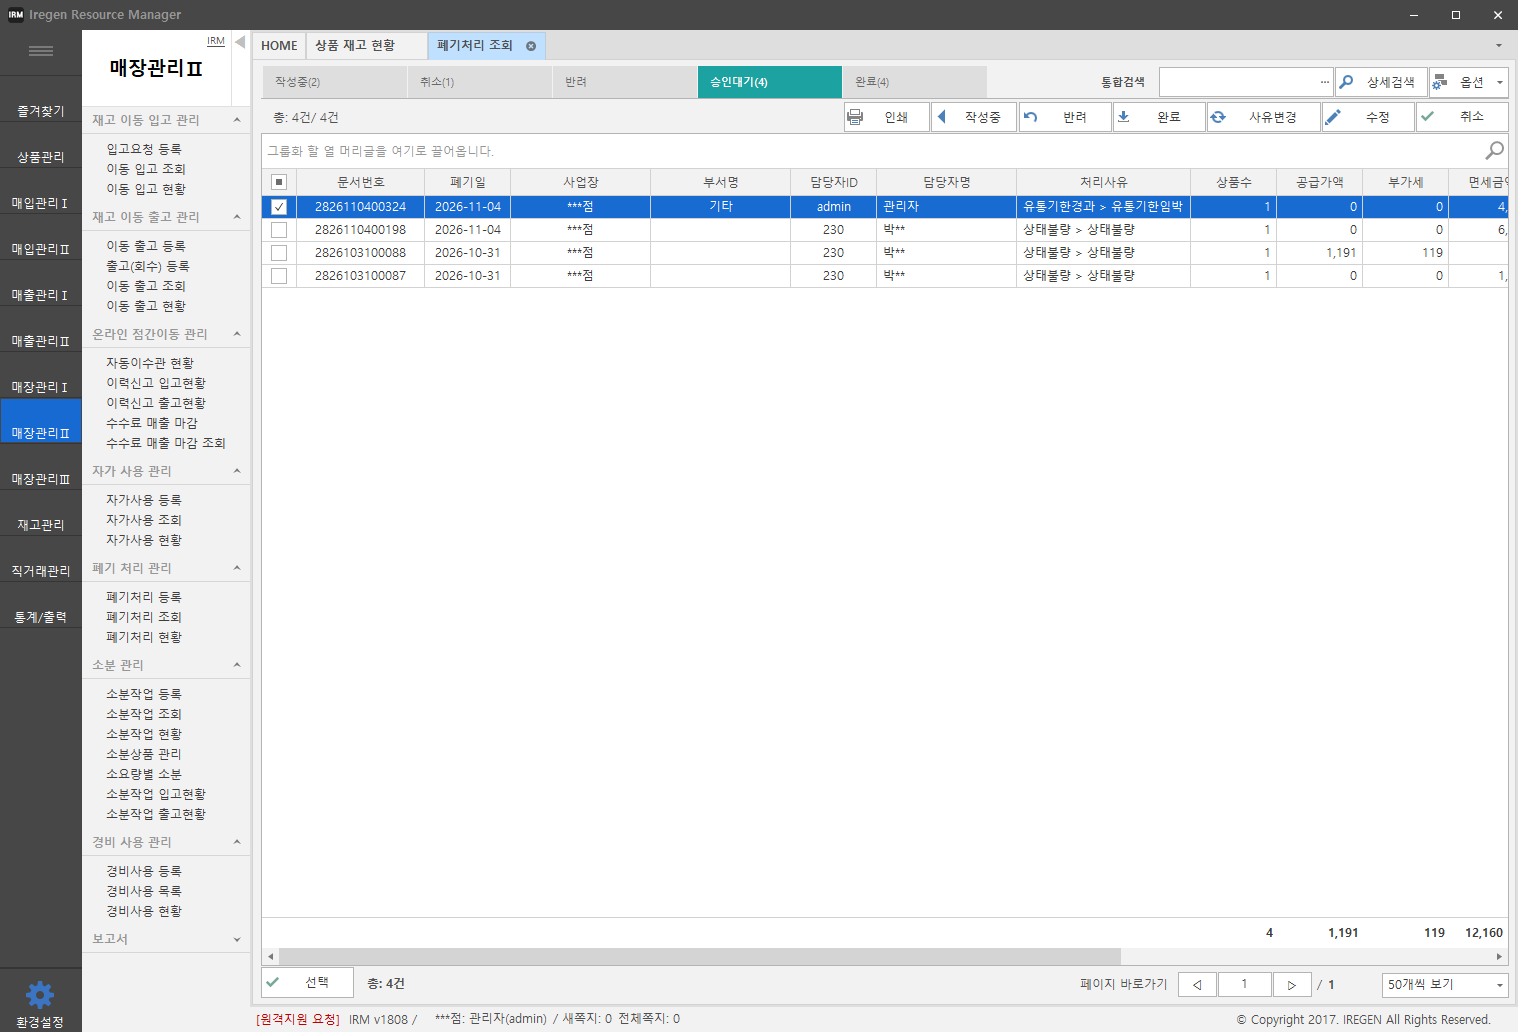 IRM Iregen Resource Manager
즐겨찾기
상품관리
매입관리 I
매입관리 II
매출관리 I
매출관리 II
매장관리 I
매장관리 II
매장관리 III
재고관리
직거래관리
통계/출력
환경설정
IRM
매장관리 II
재고 이동 입고 관리
입고요청 등록
이동 입고 조회
이동 입고 현황
재고 이동 출고 관리
이동 출고 등록
출고(회수) 등록
이동 출고 조회
이동 출고 현황
온라인 점간이동 관리
자동이수관 현황
이력신고 입고현황
이력신고 출고현황
수수료 매출 마감
수수료 매출 마감 조회
자가 사용 관리
자가사용 등록
자가사용 조회
자가사용 현황
폐기 처리 관리
폐기처리 등록
폐기처리 조회
폐기처리 현황
소분 관리
소분작업 등록
소분작업 조회
소분작업 현황
소분상품 관리
소요량별 소분
소분작업 입고현황
소분작업 출고현황
경비 사용 관리
경비사용 등록
경비사용 목록
경비사용 현황
보고서
HOME 상품 재고 현황 폐기처리 조회
작성중(2) 취소(1) 반려 승인대기(4) 완료(4) 통합검색 ... 상세검색 옵션
총: 4건/ 4건 인쇄 작성중 반려 완료 사유변경 수정 취소
그룹화 할 열 머리글을 여기로 끌어옵니다.
문서번호 폐기일 사업장 부서명 담당자ID 담당자명 처리사유 상품수 공급가액 부가세 면세금액
2826110400324 2026-11-04 ***점 기타 admin 관리자 유통기한경과 > 유통기한임박 1 0 0 4,
2826110400198 2026-11-04 ***점 230 박** 상태불량 > 상태불량 1 0 0 6,
2826103100088 2026-10-31 ***점 230 박** 상태불량 > 상태불량 1 1,191 119
2826103100087 2026-10-31 ***점 230 박** 상태불량 > 상태불량 1 0 0 1,
4 1,191 119 12,160
선택 총: 4건 페이지 바로가기 1 / 1 50개씩 보기
[원격지원 요청] IRM v1808 / ***점: 관리자(admin) / 새쪽지: 0 전체쪽지: 0 © Copyright 2017. IREGEN All Rights Reserved.